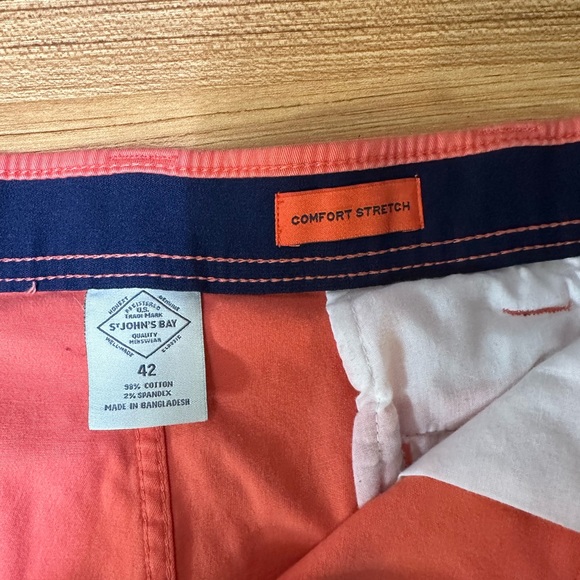 COMFORT STRETCH
HONEST GENUINE
REGISTERED
U.S.
TRADE MARK
ST JOHN'S BAY
QUALITY
MENSWEAR
WELL-MADE CLASSIC
42
98% COTTON
2% SPANDEX
MADE IN BANGLADESH